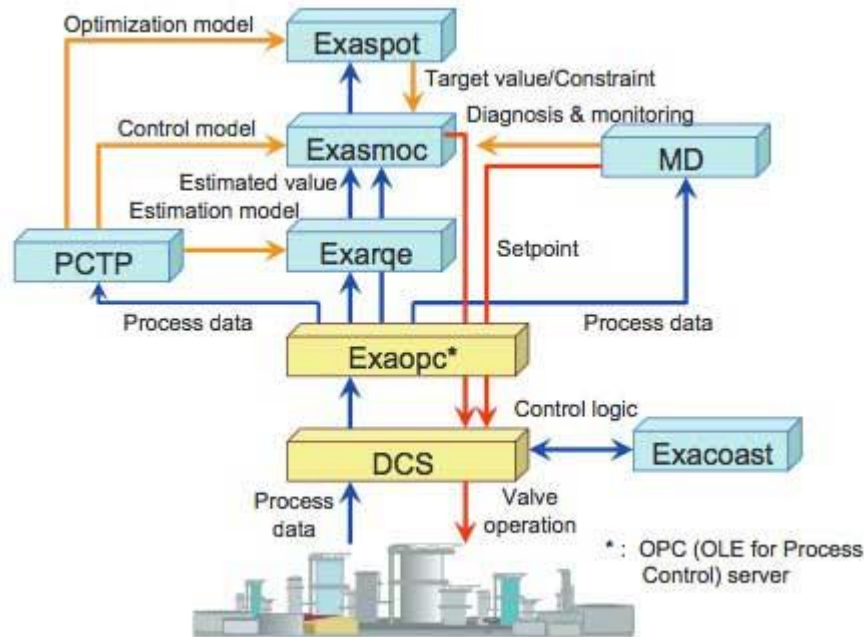 Optimization model
Exaspot
Target value/Constraint
Diagnosis & monitoring
Control model
Exasmoc
MD
Estimated value
Estimation model
PCTP
Exarqe
Setpoint
Process data
Process data
Exaopc*
Control logic
DCS
Exacoast
Process
data
Valve
operation
* : OPC (OLE for Process
Control) server